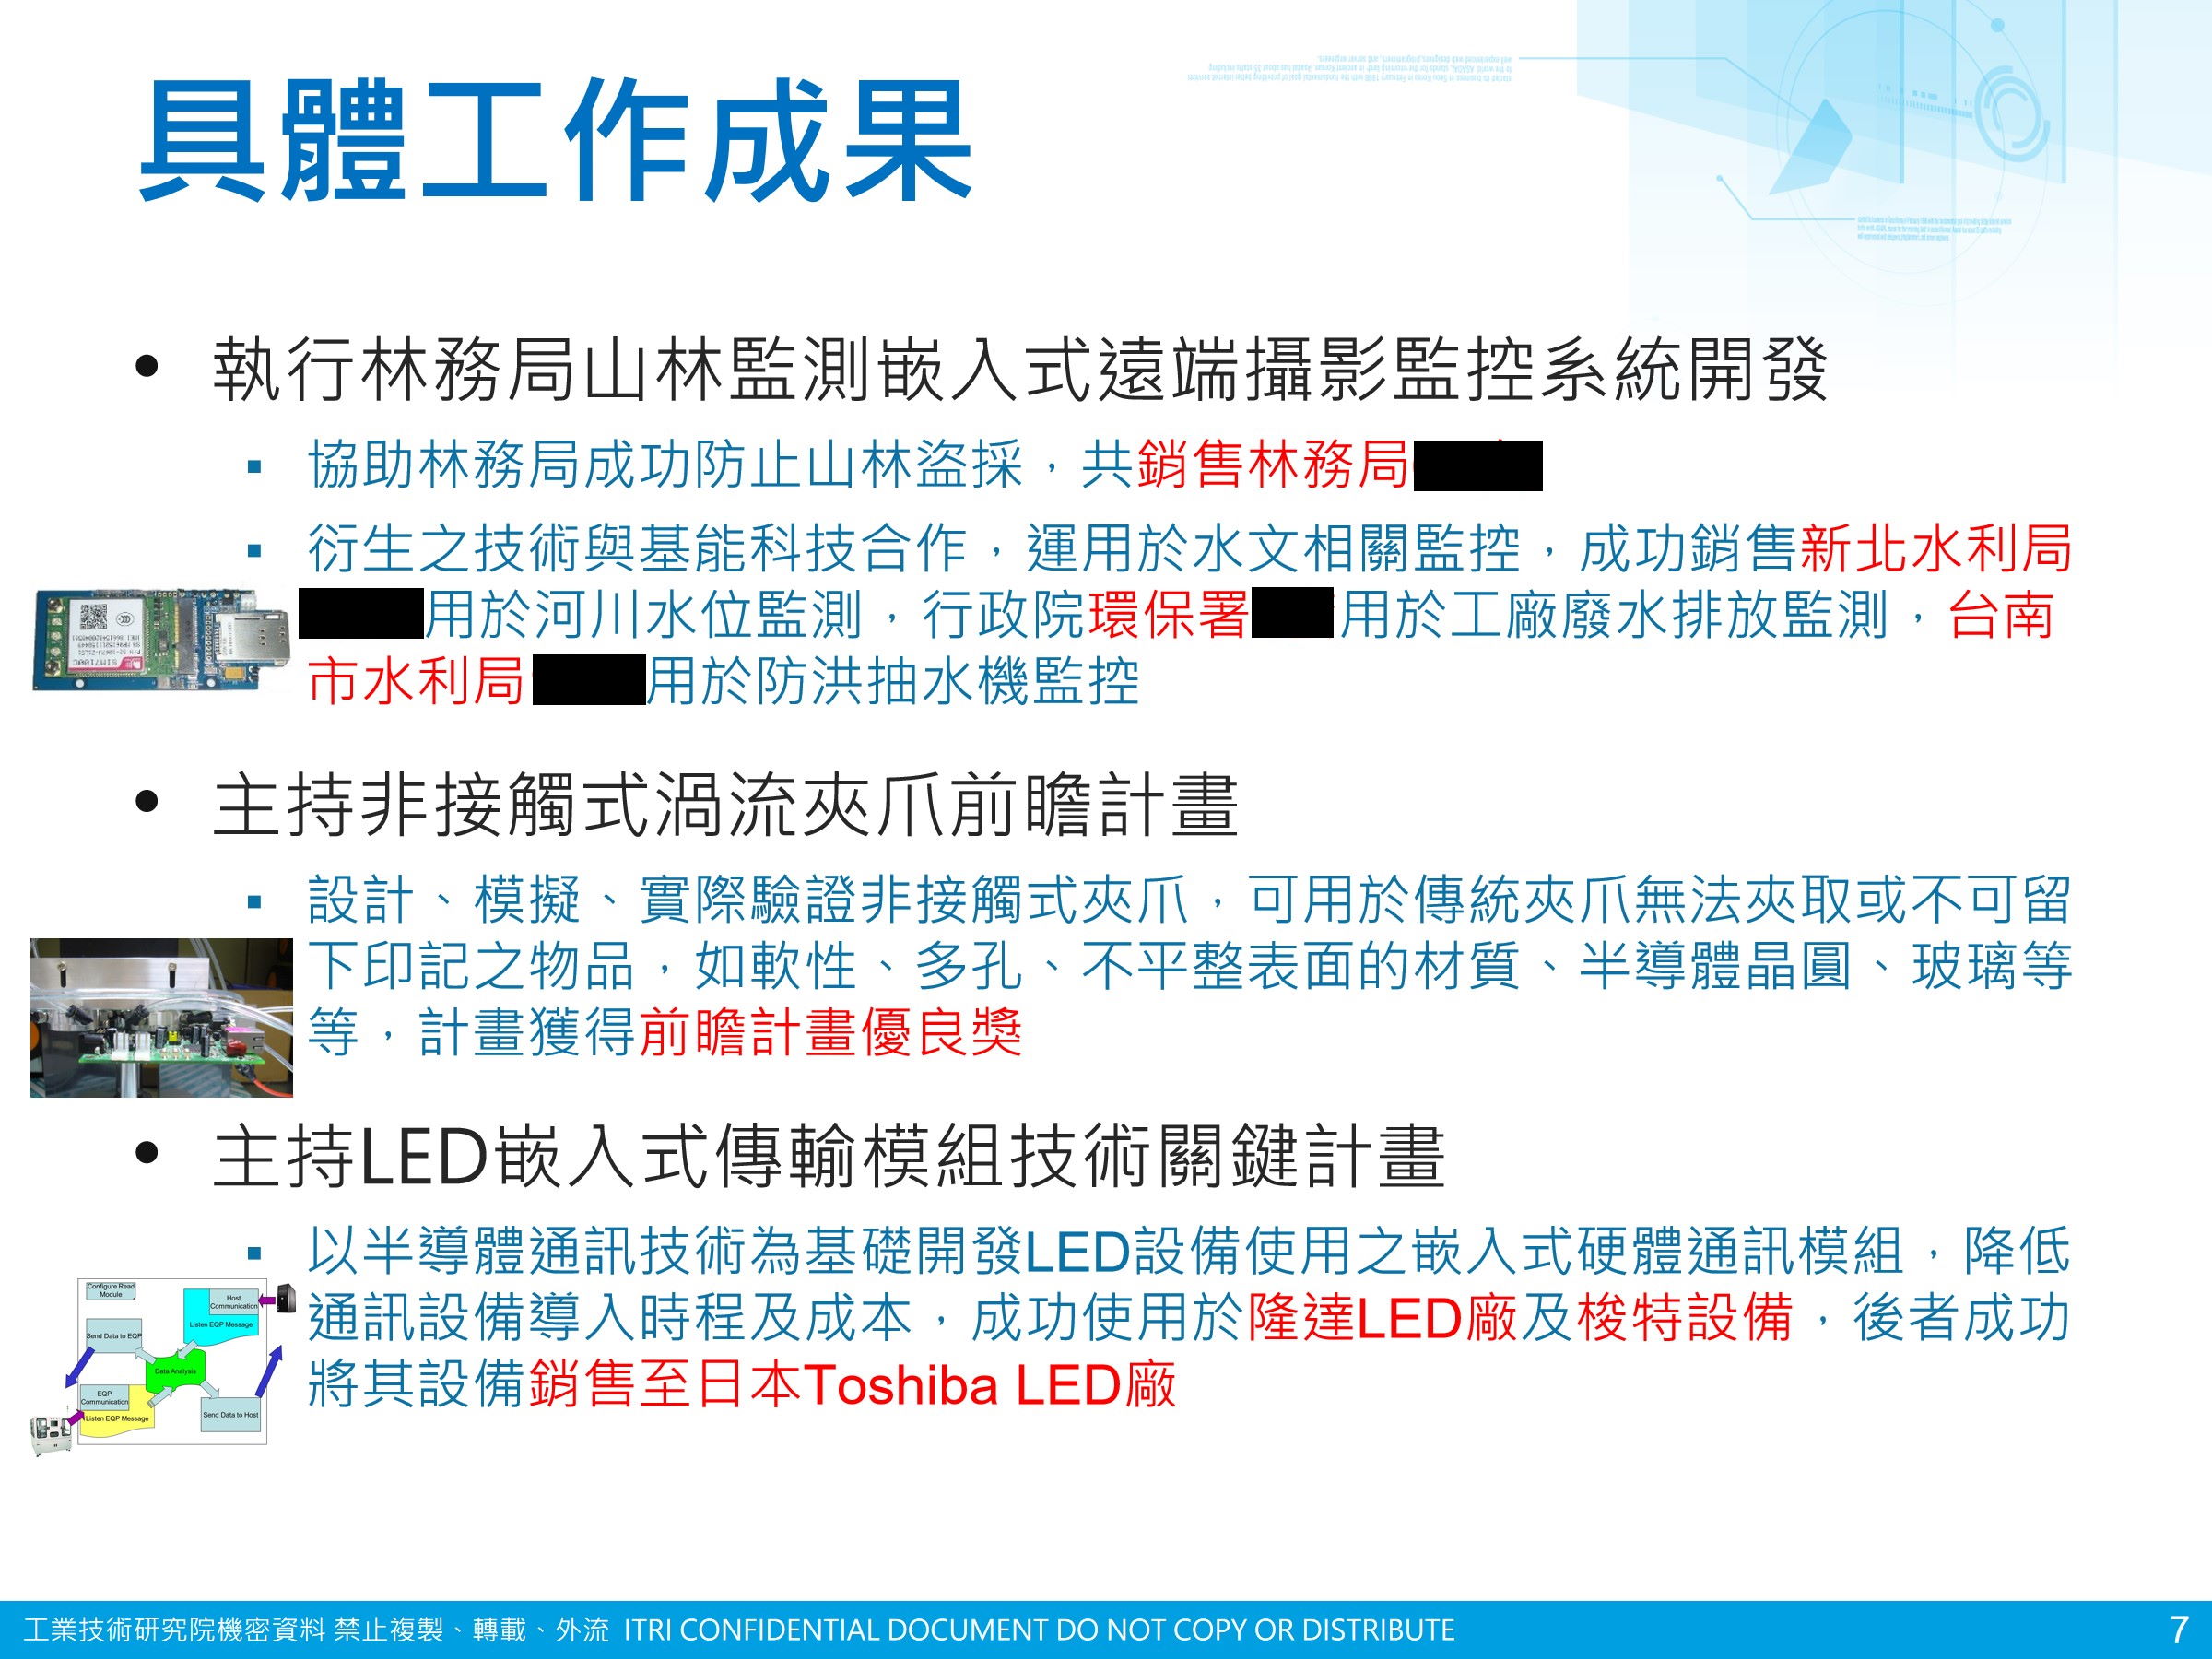 具體工作成果
• 執行林務局山林監測嵌入式遠端攝影監控系統開發
▪ 協助林務局成功防止山林盜採，共銷售林務局
▪ 衍生之技術與基能科技合作，運用於水文相關監控，成功銷售新北水利局
用於河川水位監測，行政院環保署 用於工廠廢水排放監測，台南
市水利局 用於防洪抽水機監控
SIM7100C
• 主持非接觸式渦流夾爪前瞻計畫
▪ 設計、模擬、實際驗證非接觸式夾爪，可用於傳統夾爪無法夾取或不可留
下印記之物品，如軟性、多孔、不平整表面的材質、半導體晶圓、玻璃等
等，計畫獲得前瞻計畫優良獎
• 主持LED嵌入式傳輸模組技術關鍵計畫
▪ 以半導體通訊技術為基礎開發LED設備使用之嵌入式硬體通訊模組，降低
通訊設備導入時程及成本，成功使用於隆達LED廠及梭特設備，後者成功
將其設備銷售至日本Toshiba LED廠
Configure Read
Module
Host
Communication
Listen EQP Message
Send Data to EQP
Data Analysis
EQP
Communication
Listen EQP Message
Send Data to Host
工業技術研究院機密資料 禁止複製、轉載、外流 ITRI CONFIDENTIAL DOCUMENT DO NOT COPY OR DISTRIBUTE
7